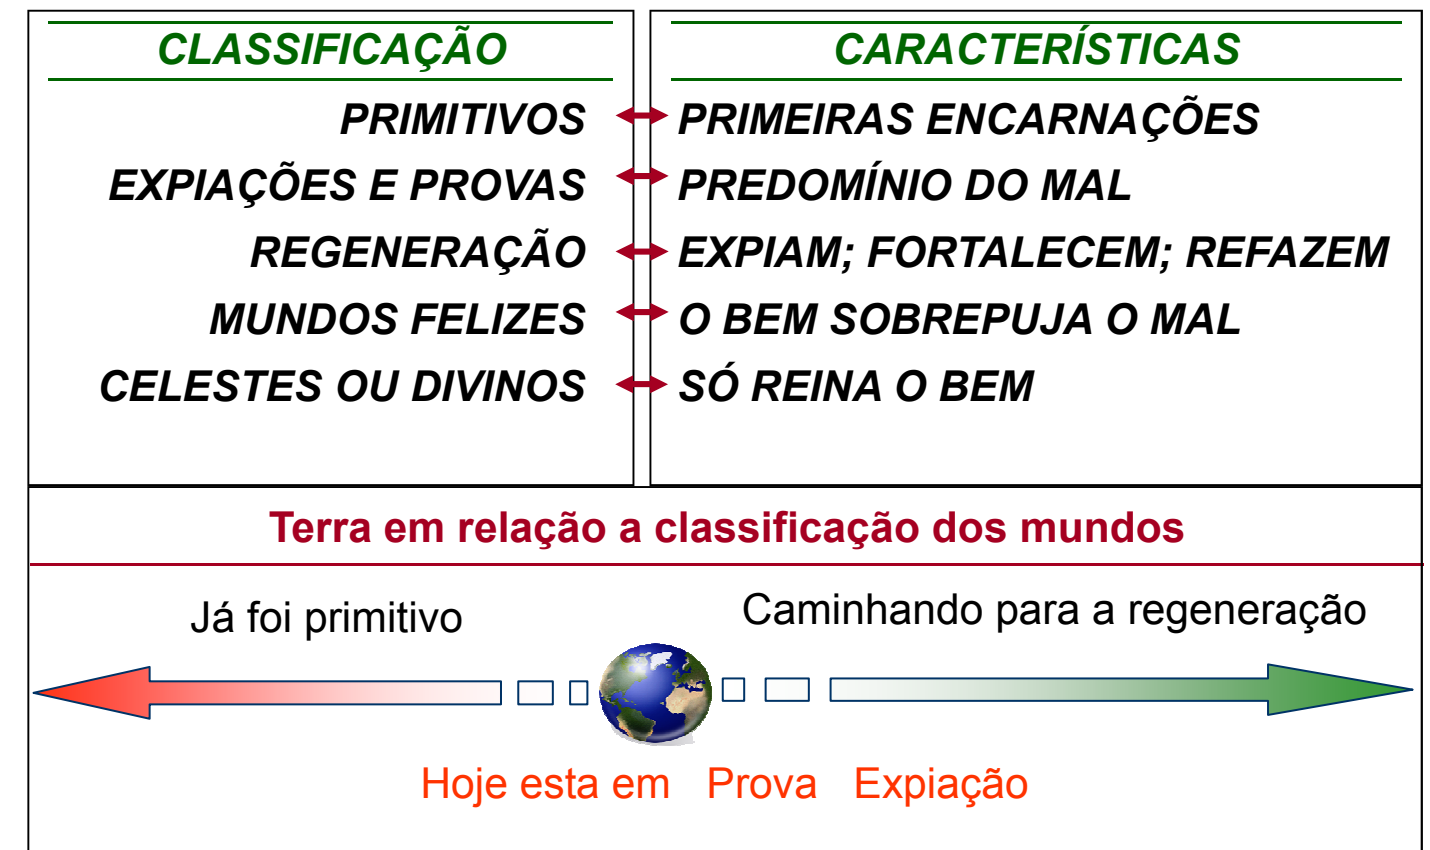 CLASSIFICAÇÃO
PRIMITIVOS
EXPIAÇÕES E PROVAS
REGENERAÇÃO
MUNDOS FELIZES
CELESTES OU DIVINOS
CARACTERÍSTICAS
PRIMEIRAS ENCARNAÇÕES
PREDOMÍNIO DO MAL
EXPIAM; FORTALECEM; REFAZEM
O BEM SOBREPUJA O MAL
SÓ REINA O BEM
Terra em relação a classificação dos mundos
Já foi primitivo
Caminhando para a regeneração
Hoje esta em Prova Expiação